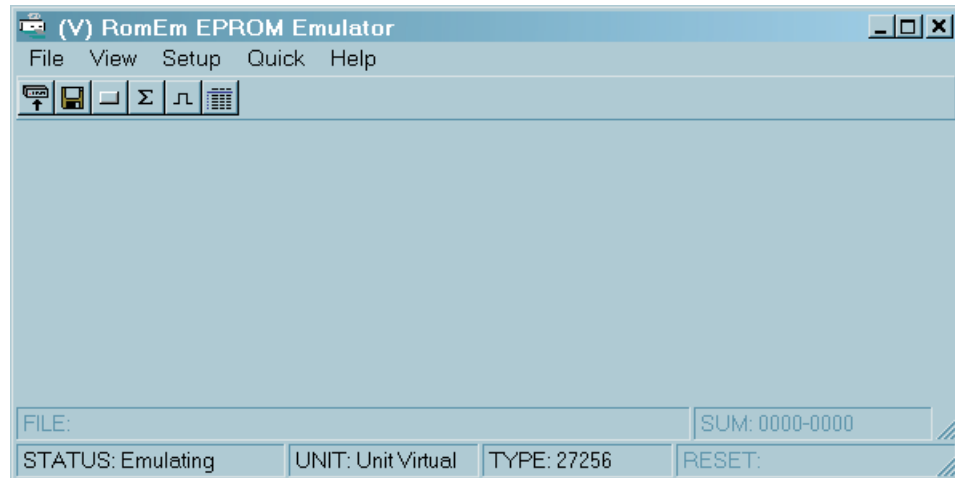 (V) RomEm EPROM Emulator
File View Setup Quick Help
Σ
FILE: SUM: 0000-0000
STATUS: Emulating UNIT: Unit Virtual TYPE: 27256 RESET: